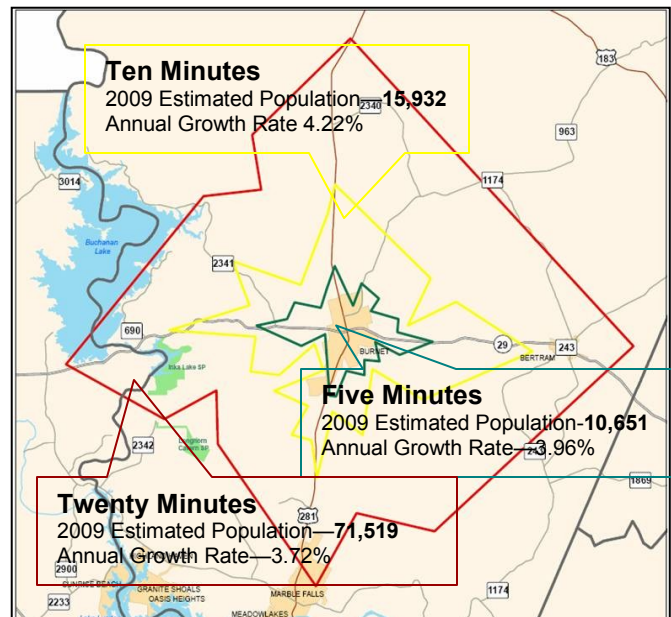 183
Ten Minutes
2009 Estimated Population—15,932
2340
Annual Growth Rate 4.22%
963
3014
1174
Buchanan
Lake
2341
690
29
243
BURNET
BERTRAM
Inks Lake SP
Five Minutes
2009 Estimated Population-10,651
Annual Growth Rate—3.96%
2342
Longhorn
Cavern SP
243
1869
Twenty Minutes
281
2009 Estimated Population—71,519
Annual Growth Rate—3.72%
2900
SUNRISE BEACH
GRANITE SHOALS
OASIS HEIGHTS
1174
2233
MARBLE FALLS
MEADOWLAKES